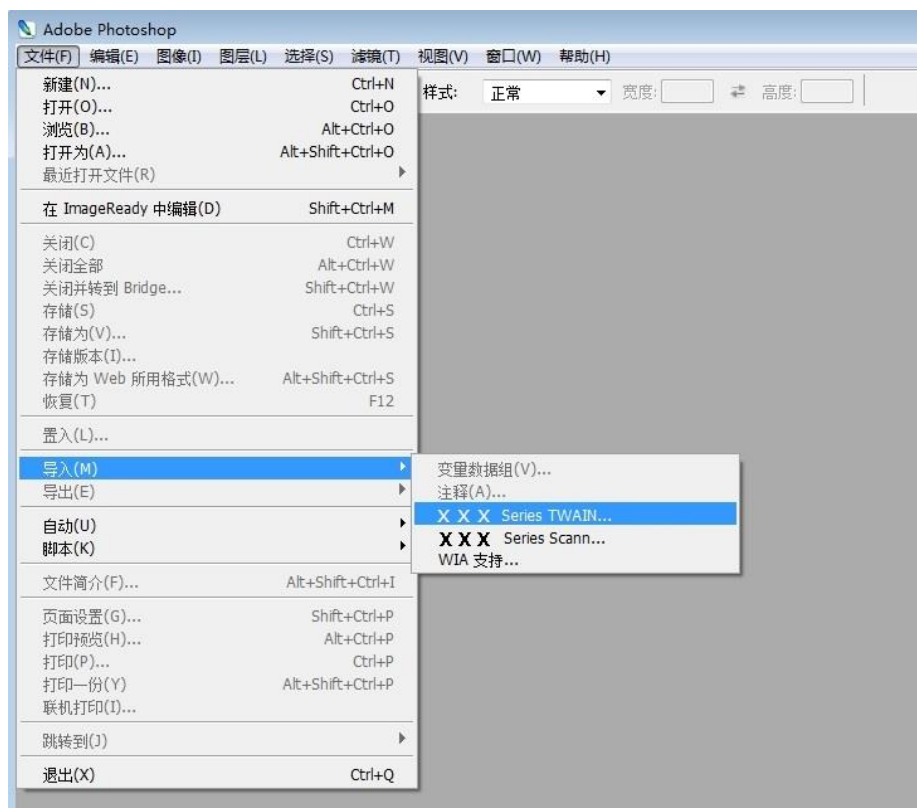 Adobe Photoshop
文件(F) 编辑(E) 图像(I) 图层(L) 选择(S) 滤镜(T) 视图(V) 窗口(W) 帮助(H)
样式: 正常 宽度: 高度:
新建(N)... Ctrl+N
打开(O)... Ctrl+O
浏览(B)... Alt+Ctrl+O
打开为(A)... Alt+Shift+Ctrl+O
最近打开文件(R)
在 ImageReady 中编辑(D) Shift+Ctrl+M
关闭(C) Ctrl+W
关闭全部 Alt+Ctrl+W
关闭并转到 Bridge... Shift+Ctrl+W
存储(S) Ctrl+S
存储为(V)... Shift+Ctrl+S
存储版本(I)...
存储为 Web 所用格式(W)... Alt+Shift+Ctrl+S
恢复(T) F12
置入(L)...
导入(M)
导出(E)
变量数据组(V)...
注释(A)...
X X X Series TWAIN...
X X X Series Scann...
WIA 支持...
自动(U)
脚本(K)
文件简介(F)... Alt+Shift+Ctrl+I
页面设置(G)... Shift+Ctrl+P
打印预览(H)... Alt+Ctrl+P
打印(P)... Ctrl+P
打印一份(Y) Alt+Shift+Ctrl+P
联机打印(I)...
跳转到(J)
退出(X) Ctrl+Q